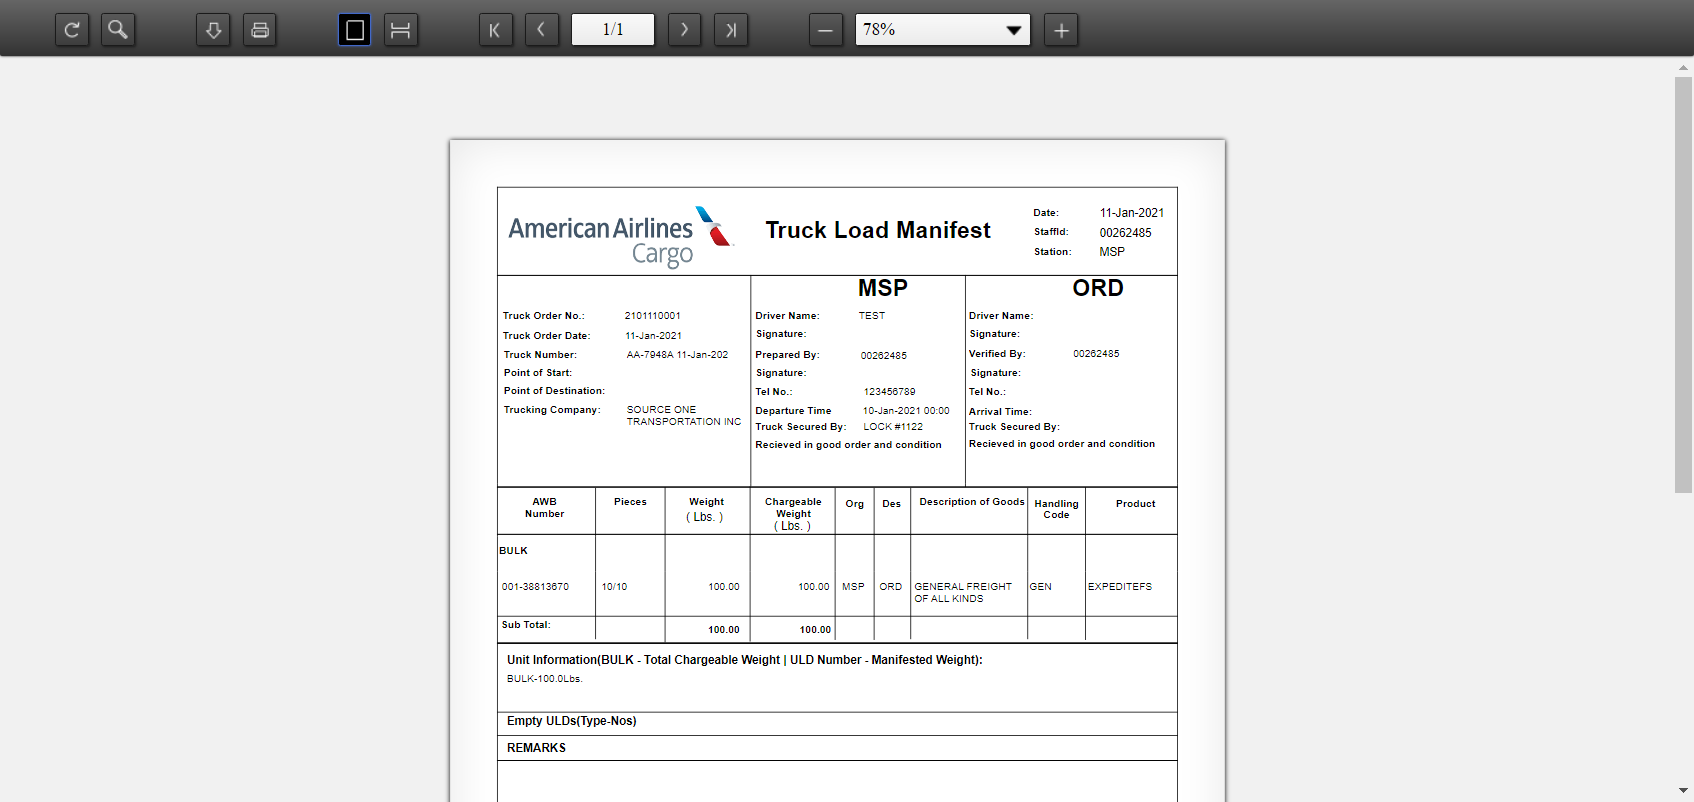 1/1
78%
American Airlines
Cargo
Truck Load Manifest
Date: 11-Jan-2021
StaffId: 00262485
Station: MSP
MSP
ORD
Truck Order No.: 2101110001
Truck Order Date: 11-Jan-2021
Truck Number: AA-7948A 11-Jan-202
Point of Start:
Point of Destination:
Trucking Company: SOURCE ONE
TRANSPORTATION INC
Driver Name: TEST
Signature:
Prepared By: 00262485
Signature:
Tel No.: 123456789
Departure Time 10-Jan-2021 00:00
Truck Secured By: LOCK #1122
Recieved in good order and condition
Driver Name:
Signature:
Verified By: 00262485
Signature:
Tel No.:
Arrival Time:
Truck Secured By:
Recieved in good order and condition
AWB
Number
Pieces
Weight
( Lbs. )
Chargeable
Weight
( Lbs. )
Org
Des
Description of Goods
Handling
Code
Product
BULK
001-38813670 10/10 100.00 100.00 MSP ORD GENERAL FREIGHT GEN EXPEDITEFS
OF ALL KINDS
Sub Total: 100.00 100.00
Unit Information(BULK - Total Chargeable Weight | ULD Number - Manifested Weight):
BULK-100.0Lbs.
Empty ULDs(Type-Nos)
REMARKS